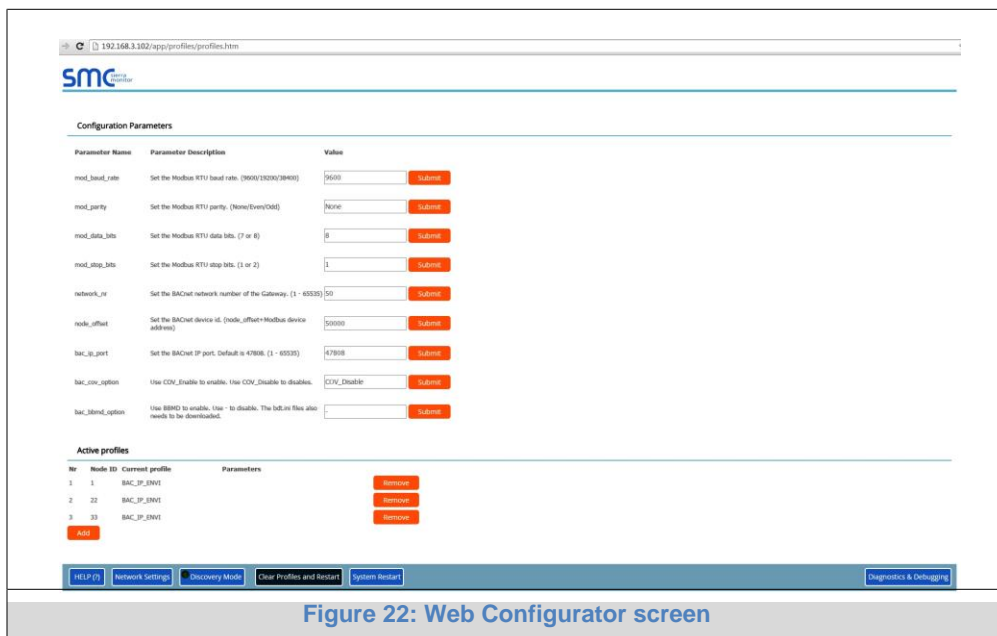 192.168.3.102/app/profiles/profiles.htm
smc sierra monitor
Configuration Parameters
Parameter Name Parameter Description Value
mod_baud_rate Set the Modbus RTU baud rate. (9600/19200/38400) 9600 Submit
mod_parity Set the Modbus RTU parity. (None/Even/Odd) None Submit
mod_data_bits Set the Modbus RTU data bits. (7 or 8) 8 Submit
mod_stop_bits Set the Modbus RTU stop bits. (1 or 2) 1 Submit
network_nr Set the BACnet network number of the Gateway. (1 - 65535) 50 Submit
node_offset Set the BACnet device id. (node_offset+Modbus device
address) 50000 Submit
bac_ip_port Set the BACnet IP port. Default is 47808. (1 - 65535) 47808 Submit
bac_cov_option Use COV_Enable to enable. Use COV_Disable to disables. COV_Disable Submit
bac_bbmd_option Use BBMD to enable. Use - to disable. The bdt.ini files also
needs to be downloaded. - Submit
Active profiles
Nr Node ID Current profile Parameters
1 1 BAC_IP_ENVI Remove
2 22 BAC_IP_ENVI Remove
3 33 BAC_IP_ENVI Remove
Add
HELP (?) Network Settings Discovery Mode Clear Profiles and Restart System Restart Diagnostics & Debugging
Figure 22: Web Configurator screen